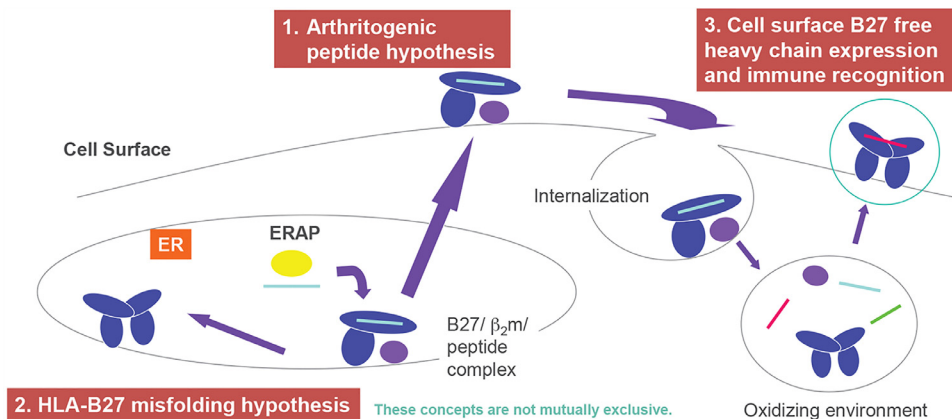 1. Arthritogenic
peptide hypothesis
3. Cell surface B27 free
heavy chain expression
and immune recognition
Cell Surface
Internalization
ER
ERAP
B27/ β₂m/
peptide
complex
2. HLA-B27 misfolding hypothesis
These concepts are not mutually exclusive.
Oxidizing environment